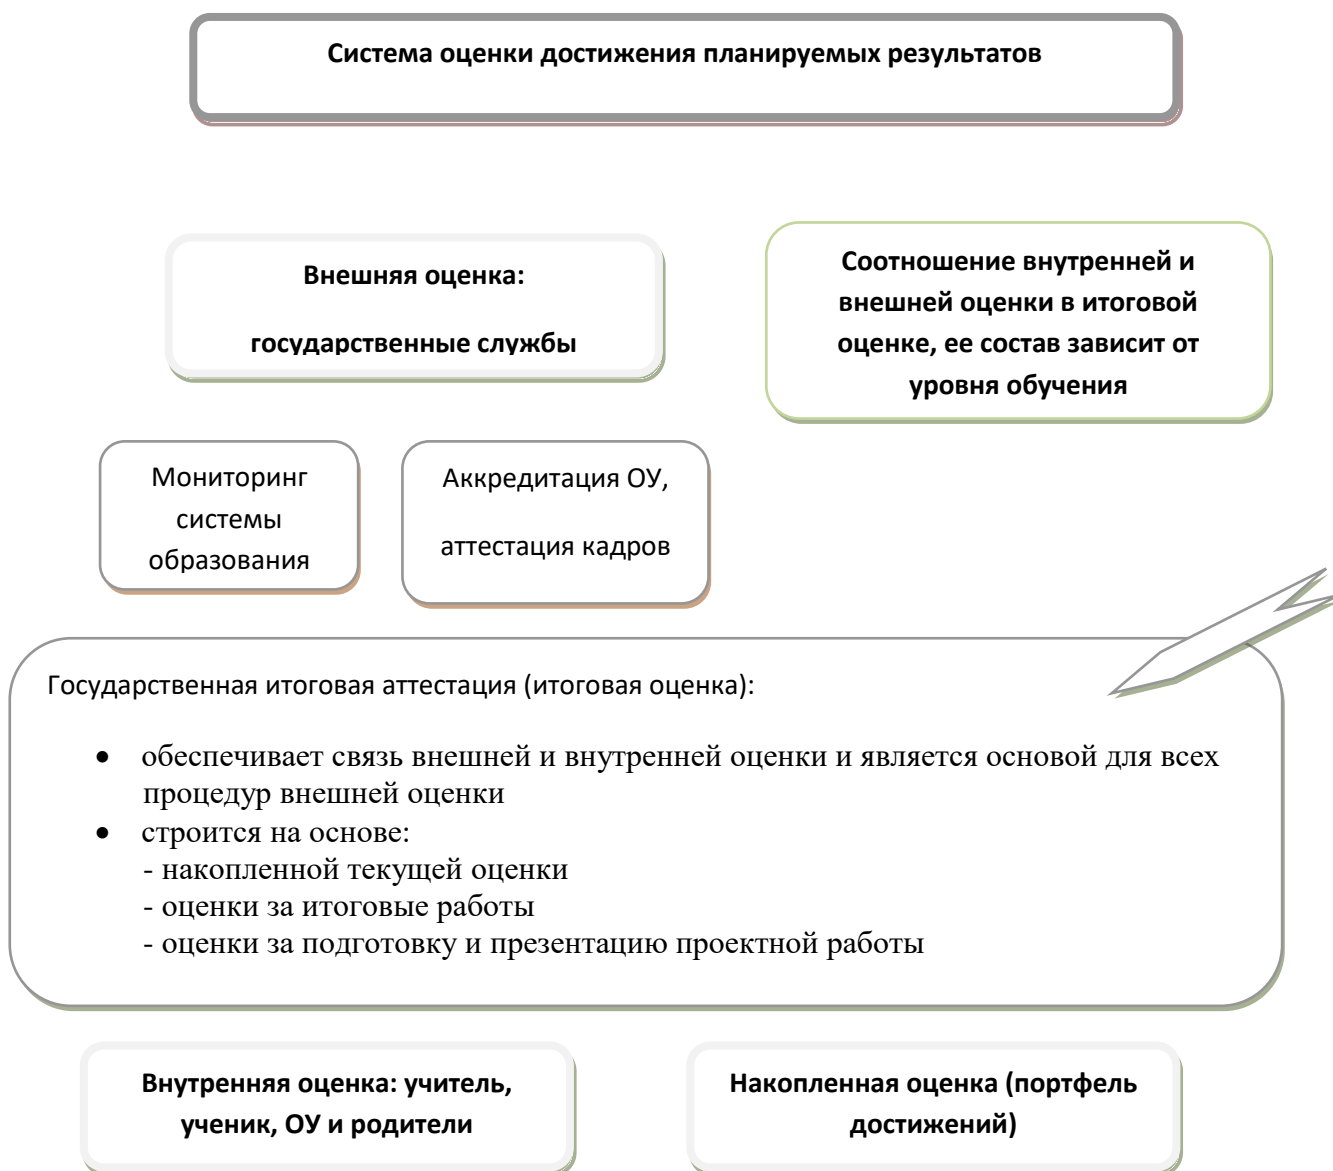 Система оценки достижения планируемых результатов
Внешняя оценка:
государственные службы
Соотношение внутренней и
внешней оценки в итоговой
оценке, ее состав зависит от
уровня обучения
Мониторинг
системы
образования
Аккредитация ОУ,
аттестация кадров
Государственная итоговая аттестация (итоговая оценка):
• обеспечивает связь внешней и внутренней оценки и является основой для всех
процедур внешней оценки
• строится на основе:
- накопленной текущей оценки
- оценки за итоговые работы
- оценки за подготовку и презентацию проектной работы
Внутренняя оценка: учитель,
ученик, ОУ и родители
Накопленная оценка (портфель
достижений)